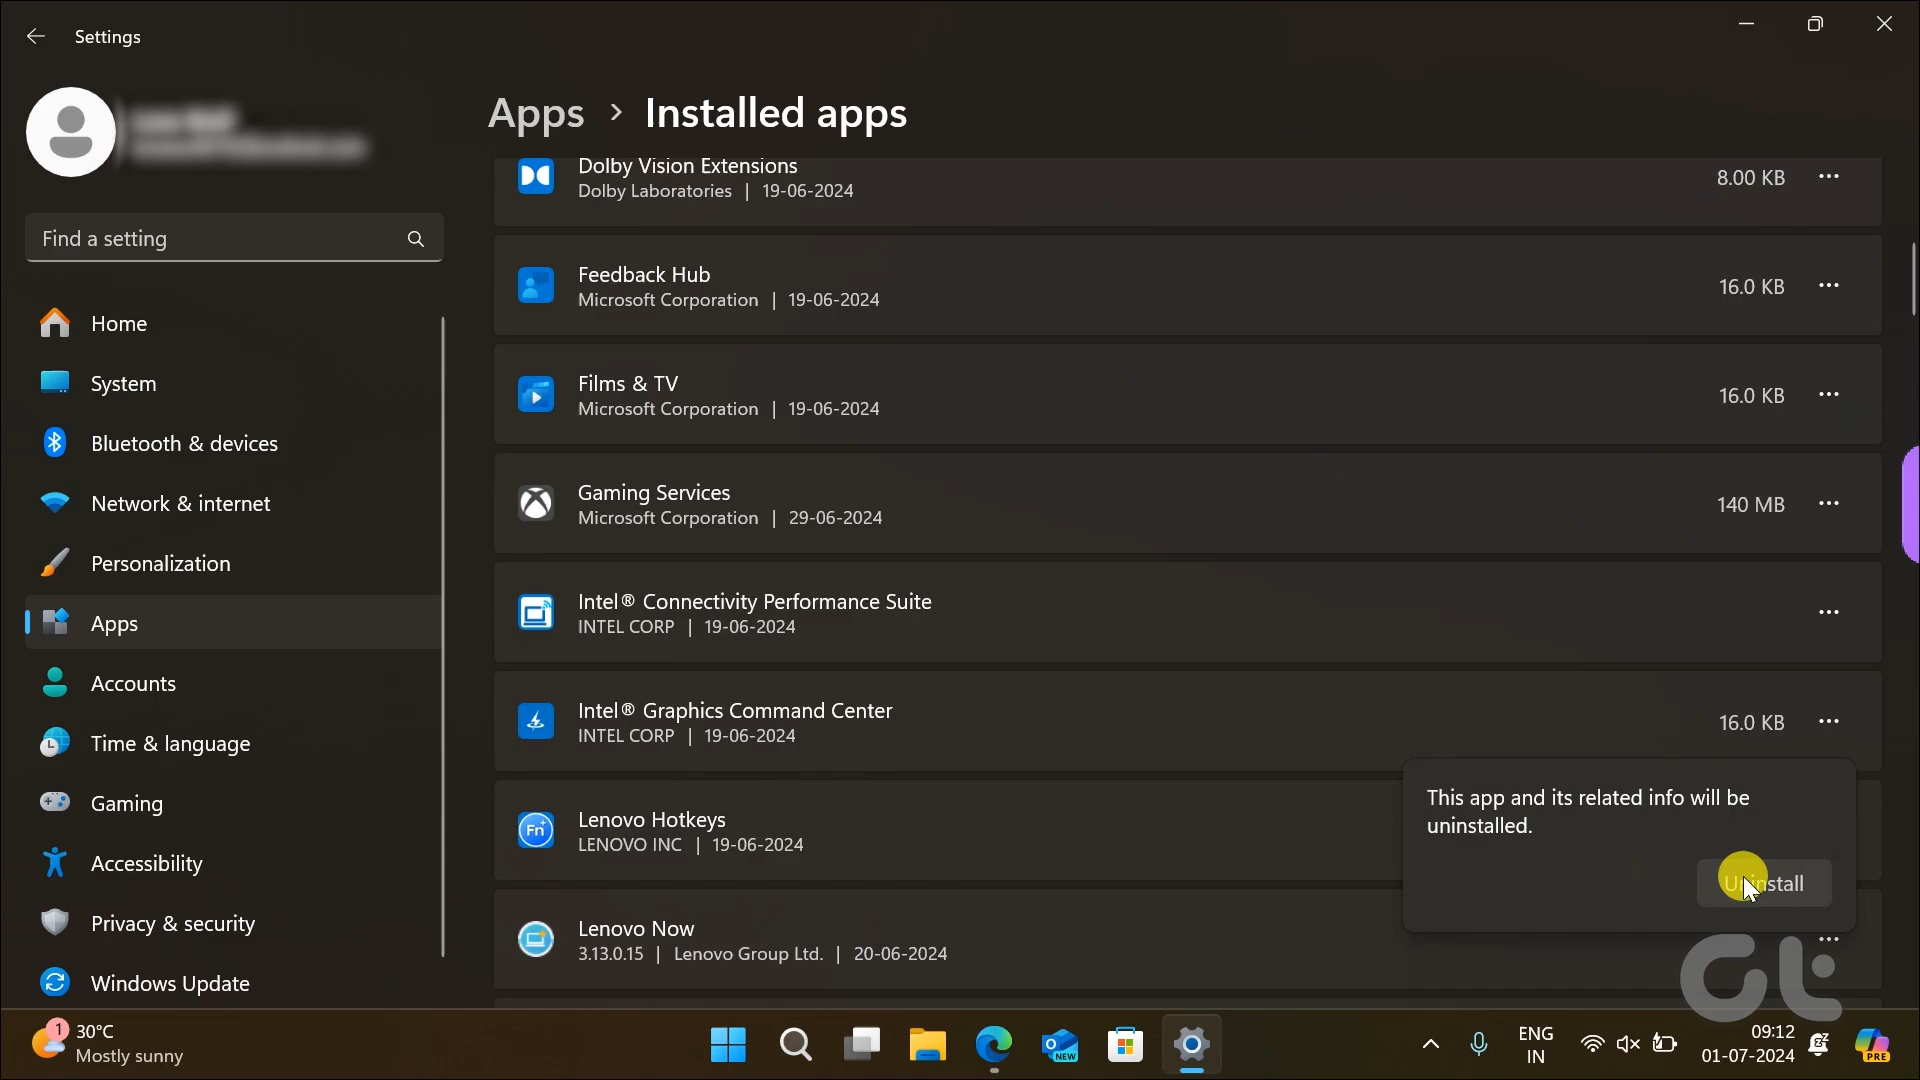 Settings
Find a setting
Home
System
Bluetooth & devices
Network & internet
Personalization
Apps
Accounts
Time & language
Gaming
Accessibility
Privacy & security
Windows Update
Apps > Installed apps
Dolby Vision Extensions
Dolby Laboratories | 19-06-2024
8.00 KB
Feedback Hub
Microsoft Corporation | 19-06-2024
16.0 KB
Films & TV
Microsoft Corporation | 19-06-2024
16.0 KB
Gaming Services
Microsoft Corporation | 29-06-2024
140 MB
Intel® Connectivity Performance Suite
INTEL CORP | 19-06-2024
Intel® Graphics Command Center
INTEL CORP | 19-06-2024
16.0 KB
Fn+
Lenovo Hotkeys
LENOVO INC | 19-06-2024
This app and its related info will be
uninstalled.
Uninstall
Lenovo Now
3.13.0.15 | Lenovo Group Ltd. | 20-06-2024
Gt
1
30°C
Mostly sunny
NEW
ENG
IN
09:12
01-07-2024
PRE